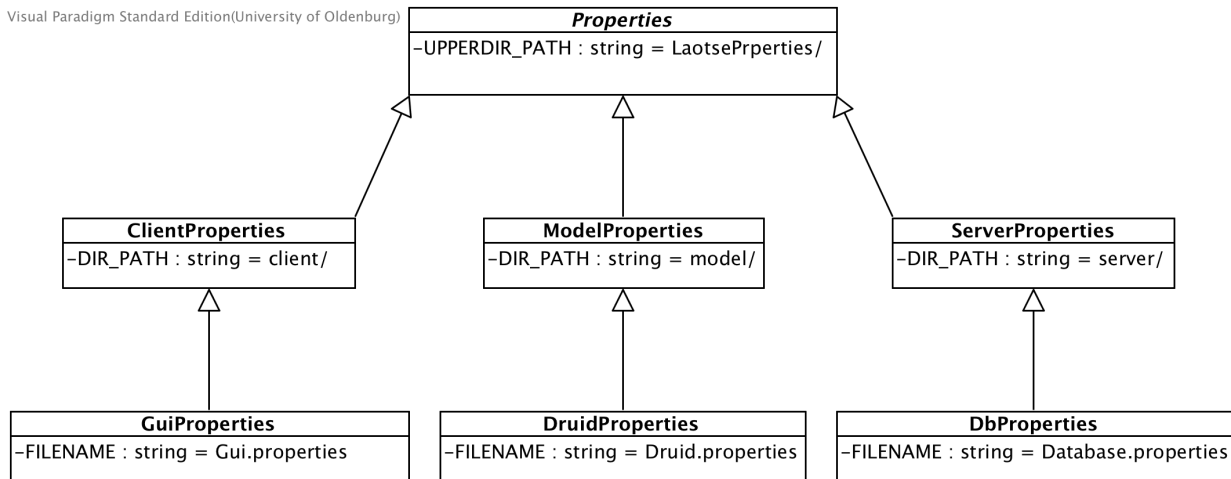 Visual Paradigm Standard Edition(University of Oldenburg)
Properties
-UPPERDIR_PATH : string = LaotsePrperties/
ClientProperties
-DIR_PATH : string = client/
ModelProperties
-DIR_PATH : string = model/
ServerProperties
-DIR_PATH : string = server/
GuiProperties
-FILENAME : string = Gui.properties
DruidProperties
-FILENAME : string = Druid.properties
DbProperties
-FILENAME : string = Database.properties